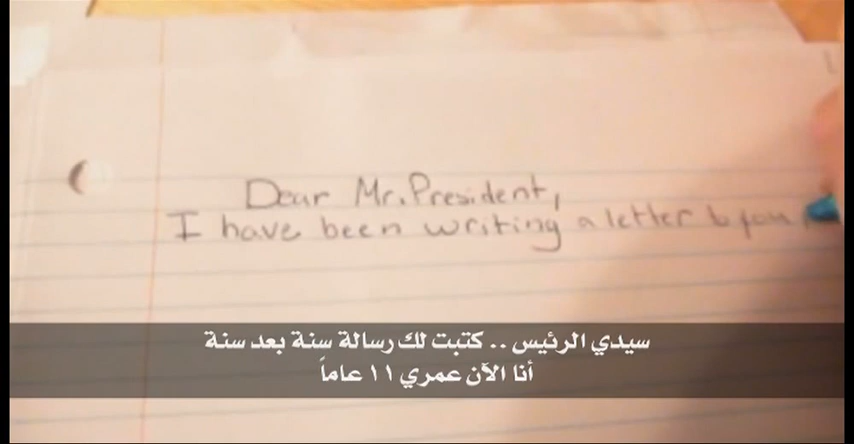 Dear Mr. President,
I have been writing a letter to you
سيدي الرئيس .. كتبت لك رسالة سنة بعد سنة
أنا الآن عمري ١١ عاماً